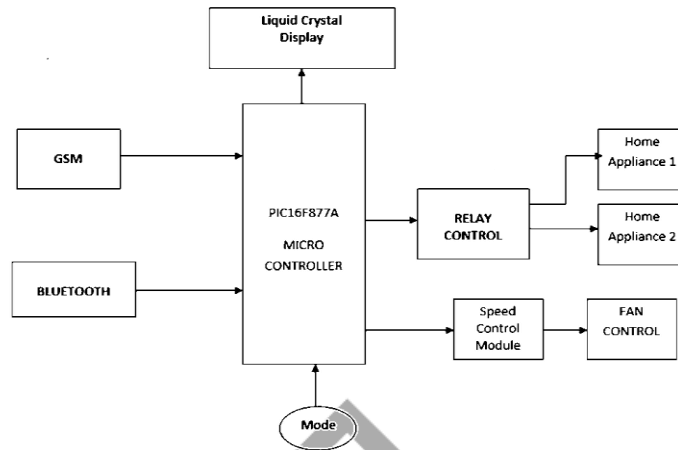 Liquid Crystal
Display
GSM
BLUETOOTH
PIC16F877A
MICRO
CONTROLLER
RELAY
CONTROL
Home
Appliance 1
Home
Appliance 2
Speed
Control
Module
FAN
CONTROL
Mode